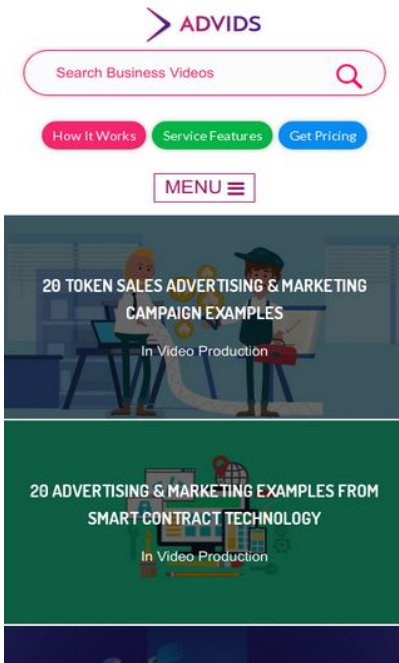 ADVIDS
Search Business Videos
How It Works Service Features Get Pricing
MENU
20 TOKEN SALES ADVERTISING & MARKETING
CAMPAIGN EXAMPLES
In Video Production
20 ADVERTISING & MARKETING EXAMPLES FROM
SMART CONTRACT TECHNOLOGY
In Video Production